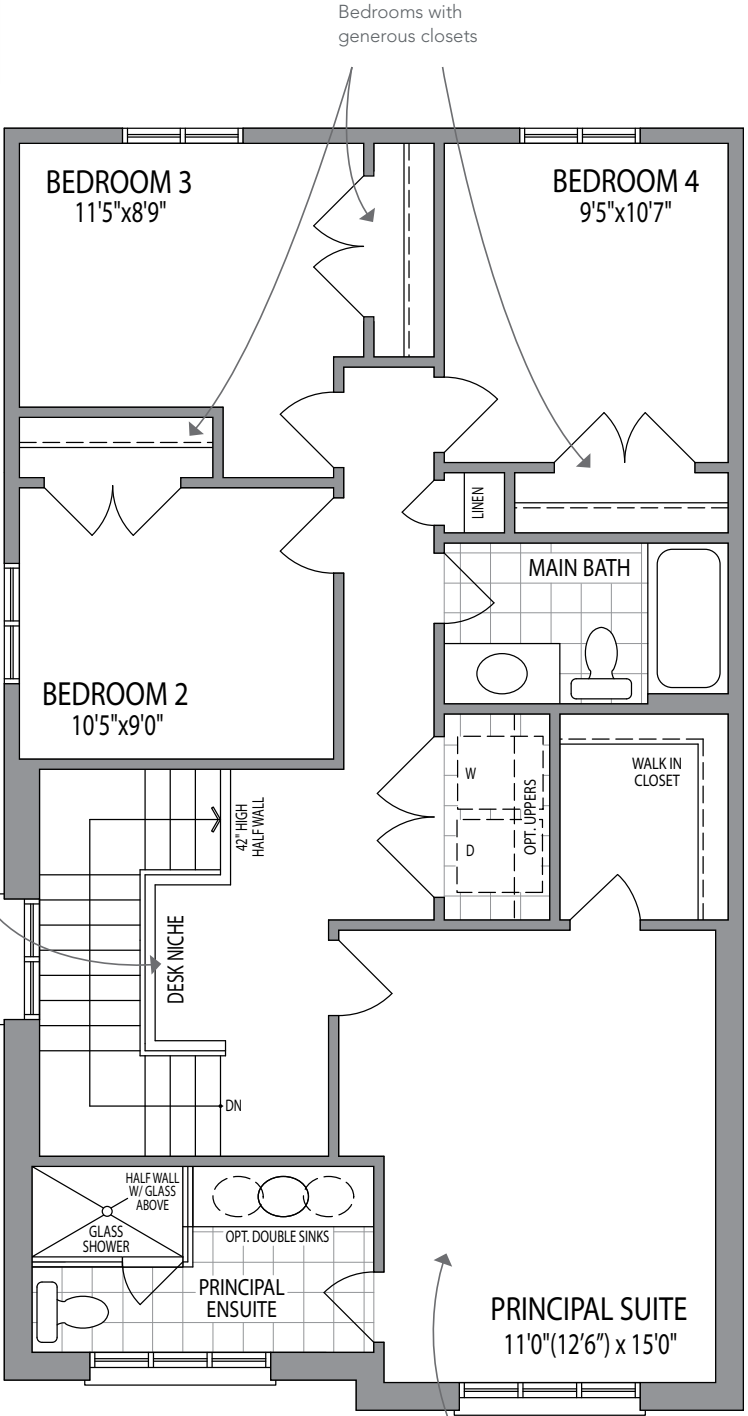 Bedrooms with
generous closets
BEDROOM 3
11'5"x8'9"
BEDROOM 4
9'5"x10'7"
LINEN
MAIN BATH
BEDROOM 2
10'5"x9'0"
W
D
OPT. UPPERS
WALK IN
CLOSET
42" HIGH
HALF WALL
DESK NICHE
DN
HALF WALL
W/ GLASS
ABOVE
GLASS
SHOWER
OPT. DOUBLE SINKS
PRINCIPAL
ENSUITE
PRINCIPAL SUITE
11'0"(12'6") x 15'0"